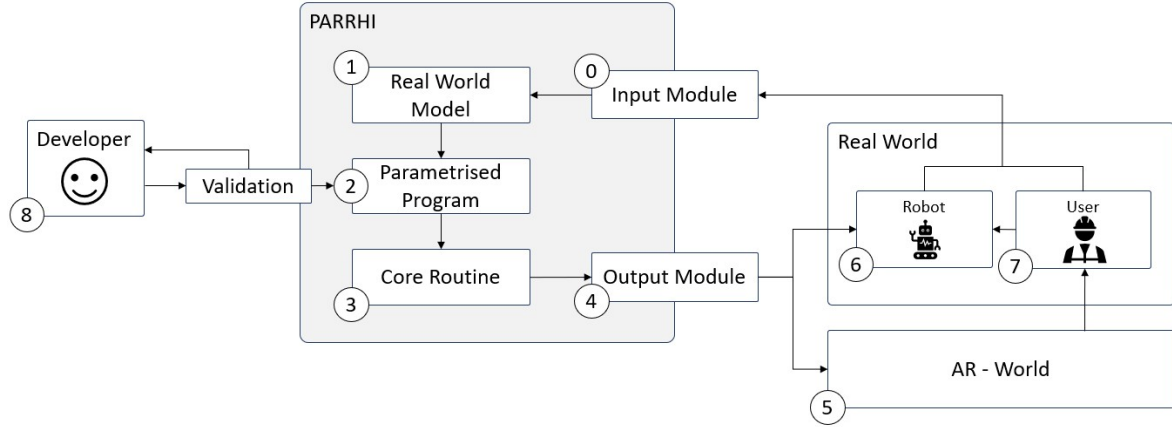 PARRHI
1
Real World
Model
0
Input Module
Developer
8
Validation
2
Parametrised
Program
3
Core Routine
4
Output Module
Real World
Robot
6
User
7
AR - World
5